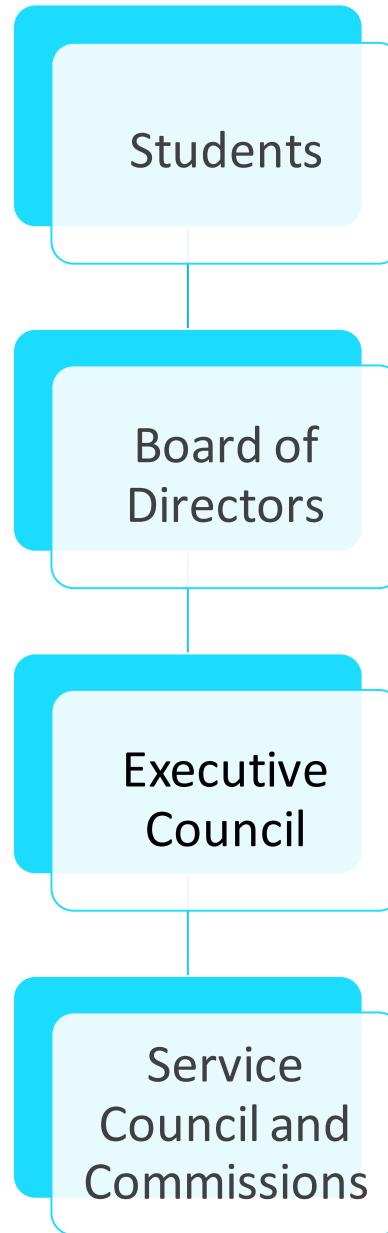 Students
Board of
Directors
Executive
Council
Service
Council and
Commissions